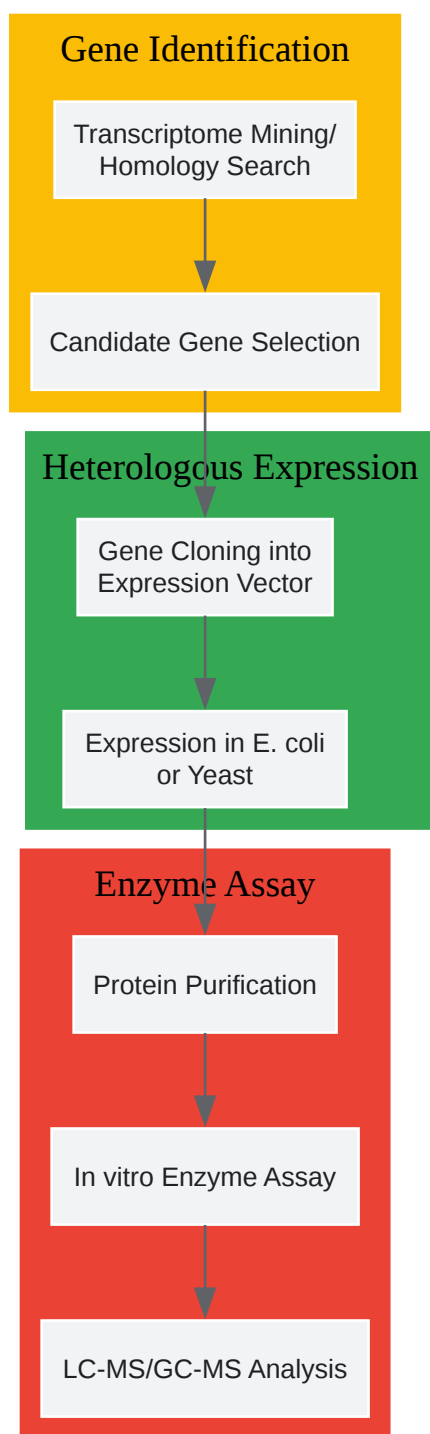 Gene Identification
Transcriptome Mining/
Homology Search
Candidate Gene Selection
Heterologous Expression
Gene Cloning into
Expression Vector
Expression in E. coli
or Yeast
Enzyme Assay
Protein Purification
In vitro Enzyme Assay
LC-MS/GC-MS Analysis